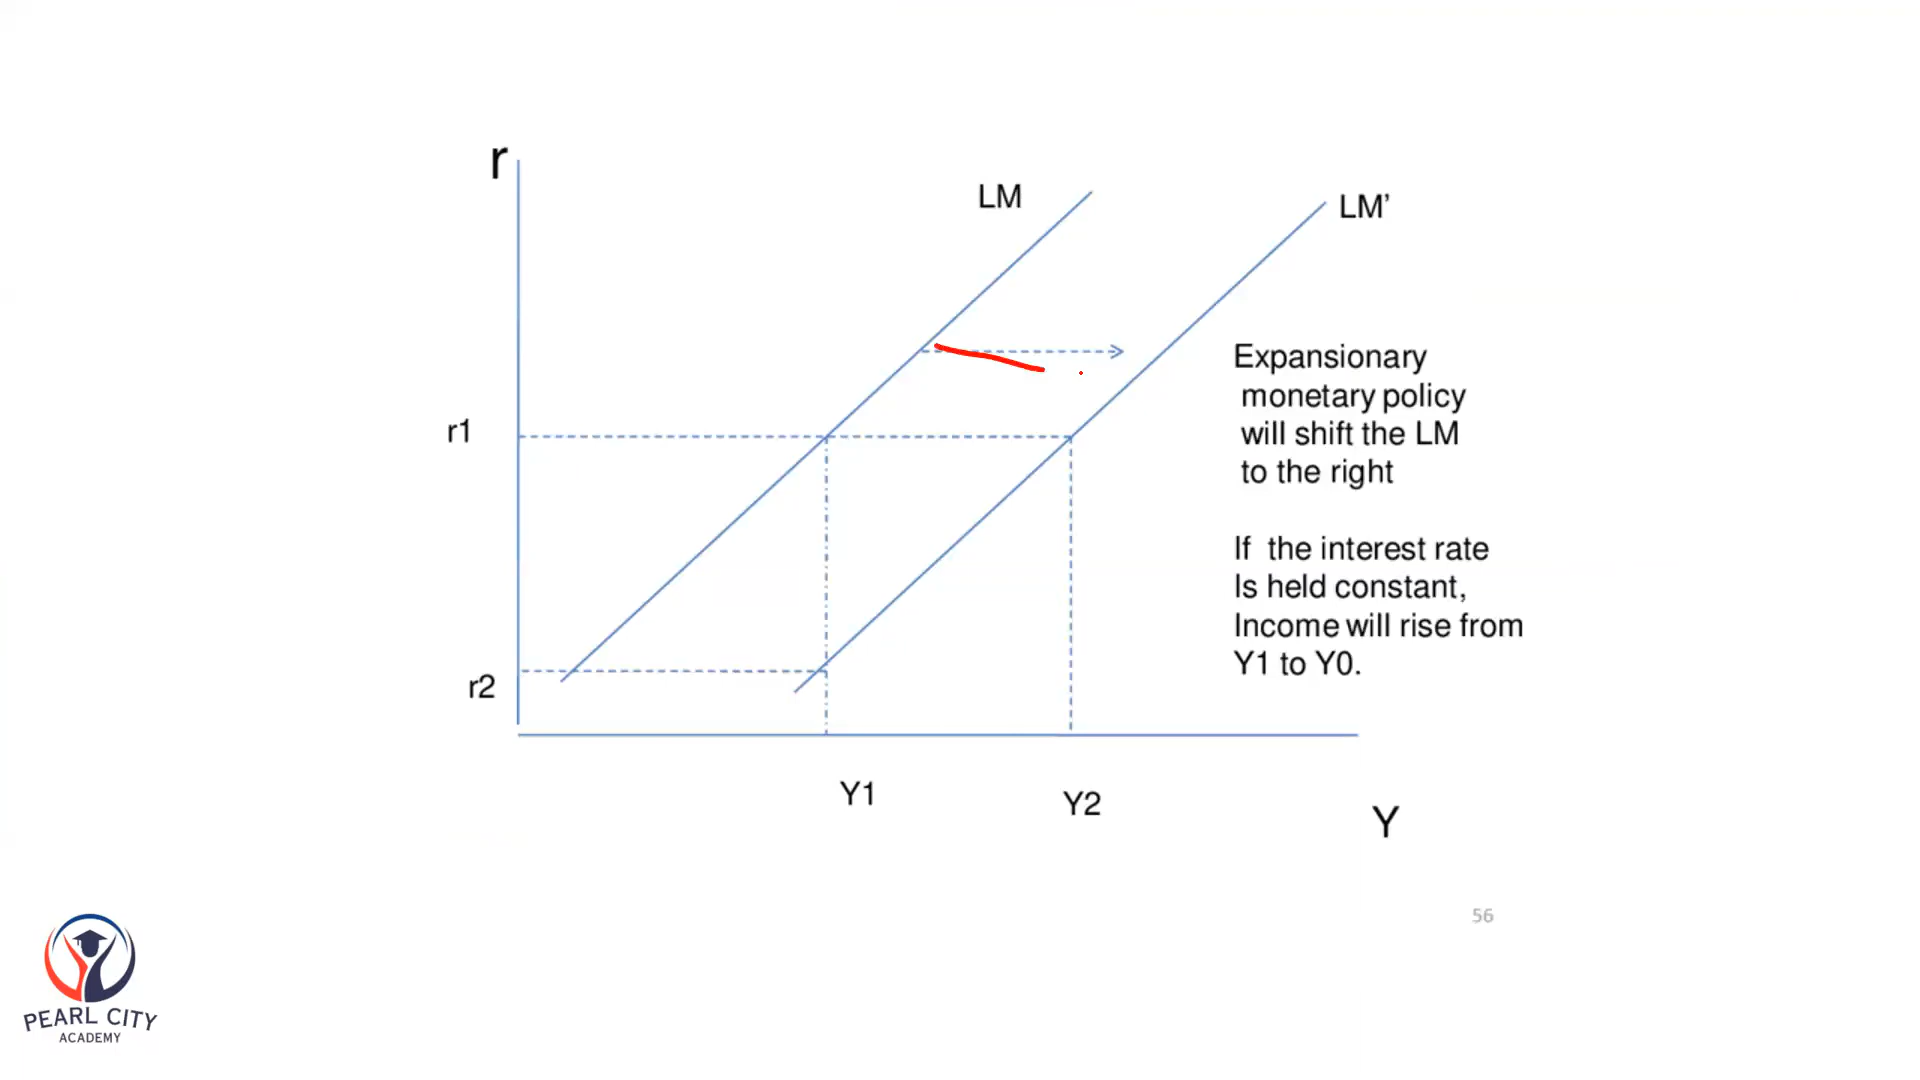 r
LM
LM'
r1
Expansionary
monetary policy
will shift the LM
to the right
If the interest rate
Is held constant,
Income will rise from
Y1 to Y0.
r2
Y1
Y2
Y
56
PEARL CITY
ACADEMY